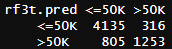 rf3t.pred <=50K >50K
<=50K 4135 316
>50K 805 1253